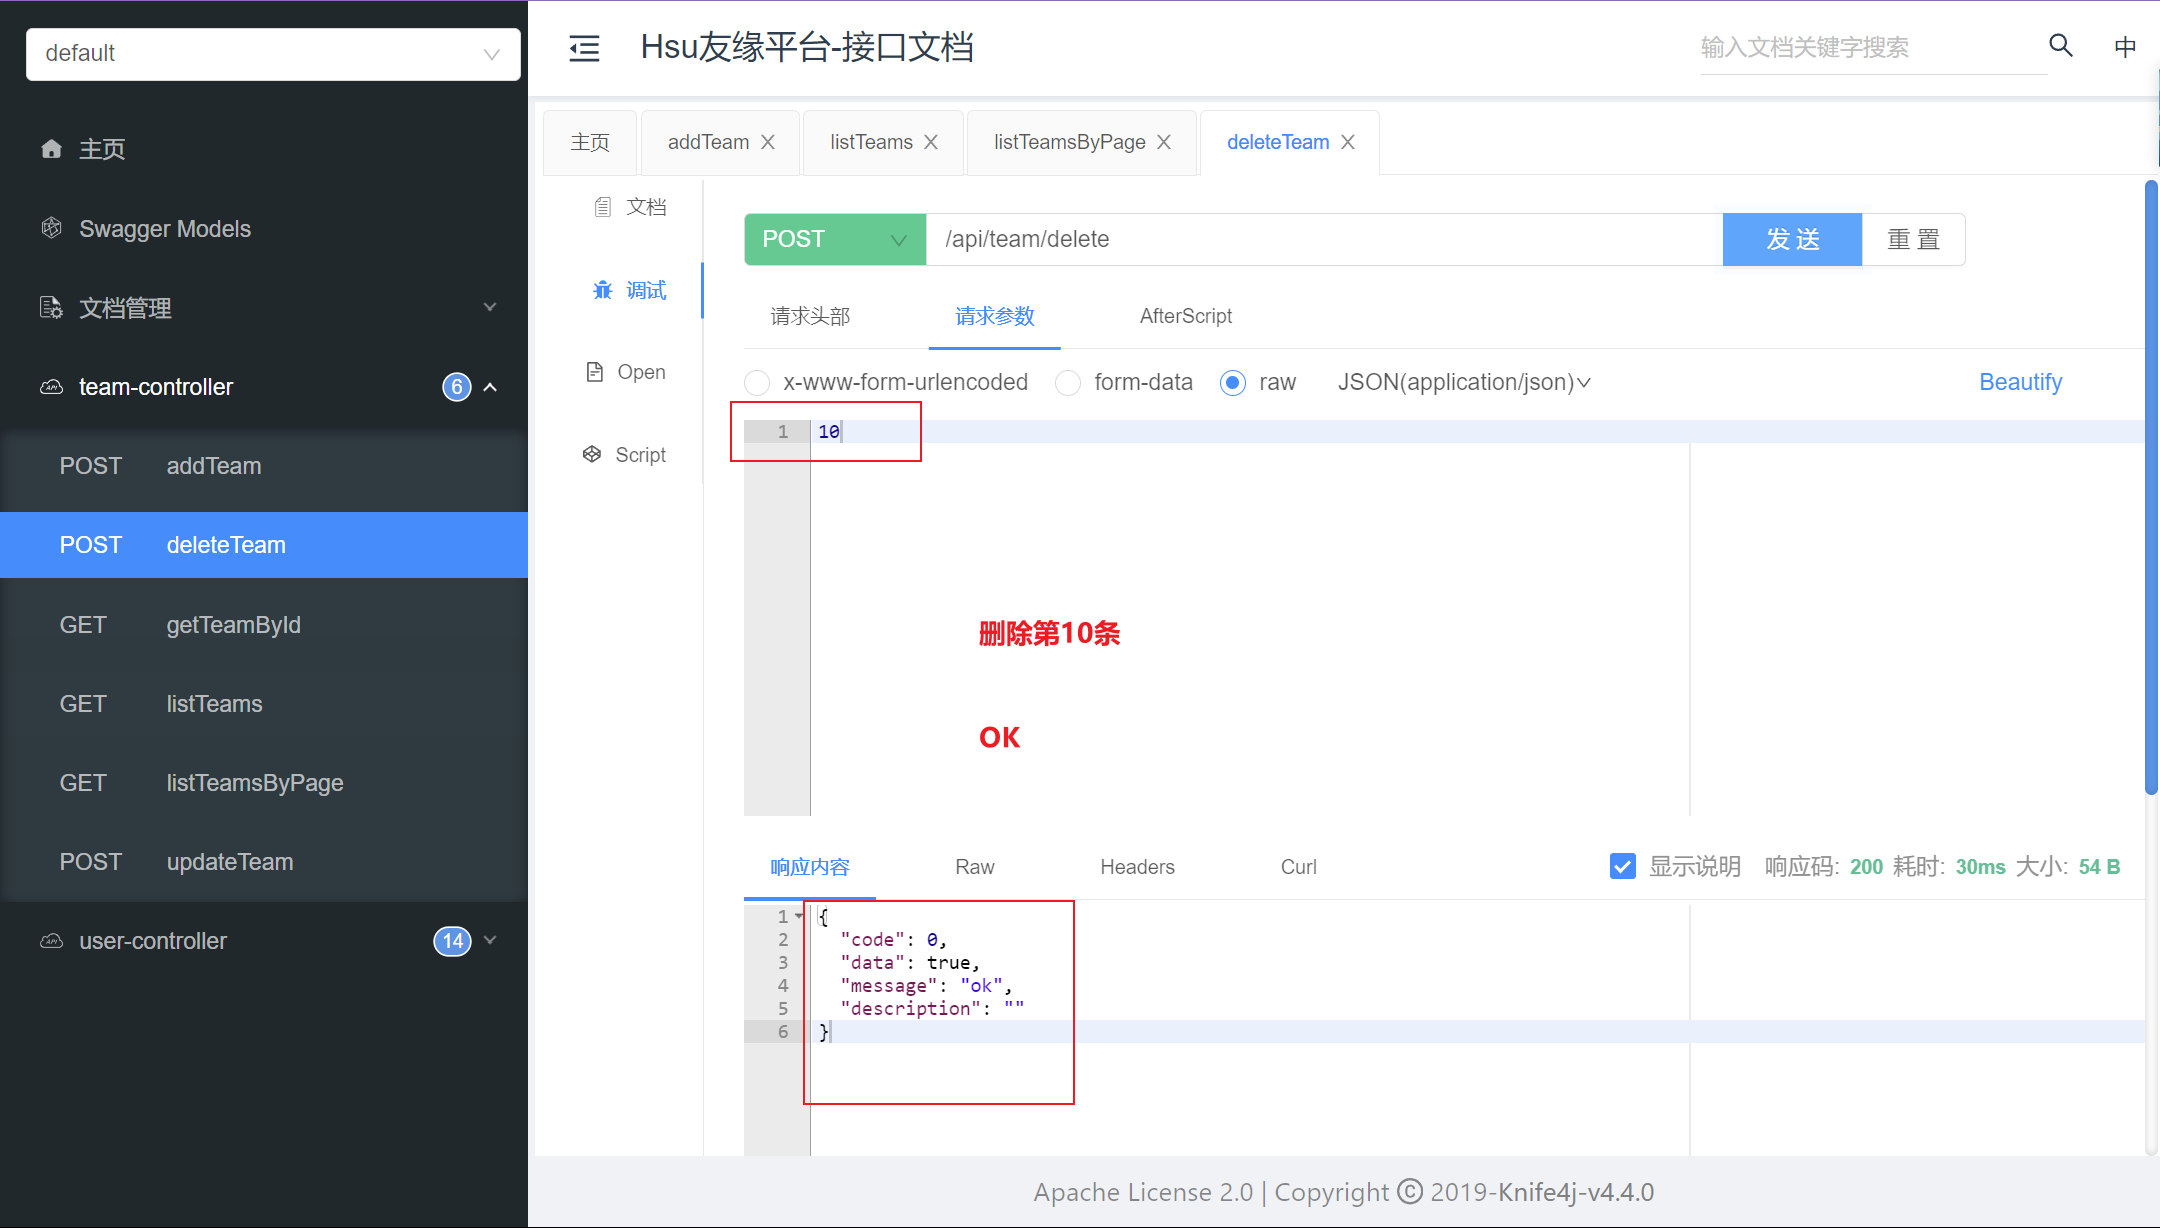 default
主页
Swagger Models
文档管理
team-controller 6
POST addTeam
POST deleteTeam
GET getTeamById
GET listTeams
GET listTeamsByPage
POST updateTeam
user-controller 14
Hsu友缘平台-接口文档
输入文档关键字搜索
中
主页 addTeam listTeams listTeamsByPage deleteTeam
文档
调试
Open
Script
POST /api/team/delete 发 送 重 置
请求头部 请求参数 AfterScript
x-www-form-urlencoded form-data raw JSON(application/json) Beautify
1 10
删除第10条
OK
响应内容 Raw Headers Curl 显示说明 响应码: 200 耗时: 30ms 大小: 54 B
1 {
2 "code": 0,
3 "data": true,
4 "message": "ok",
5 "description": ""
6 }
Apache License 2.0 | Copyright © 2019-Knife4j-v4.4.0